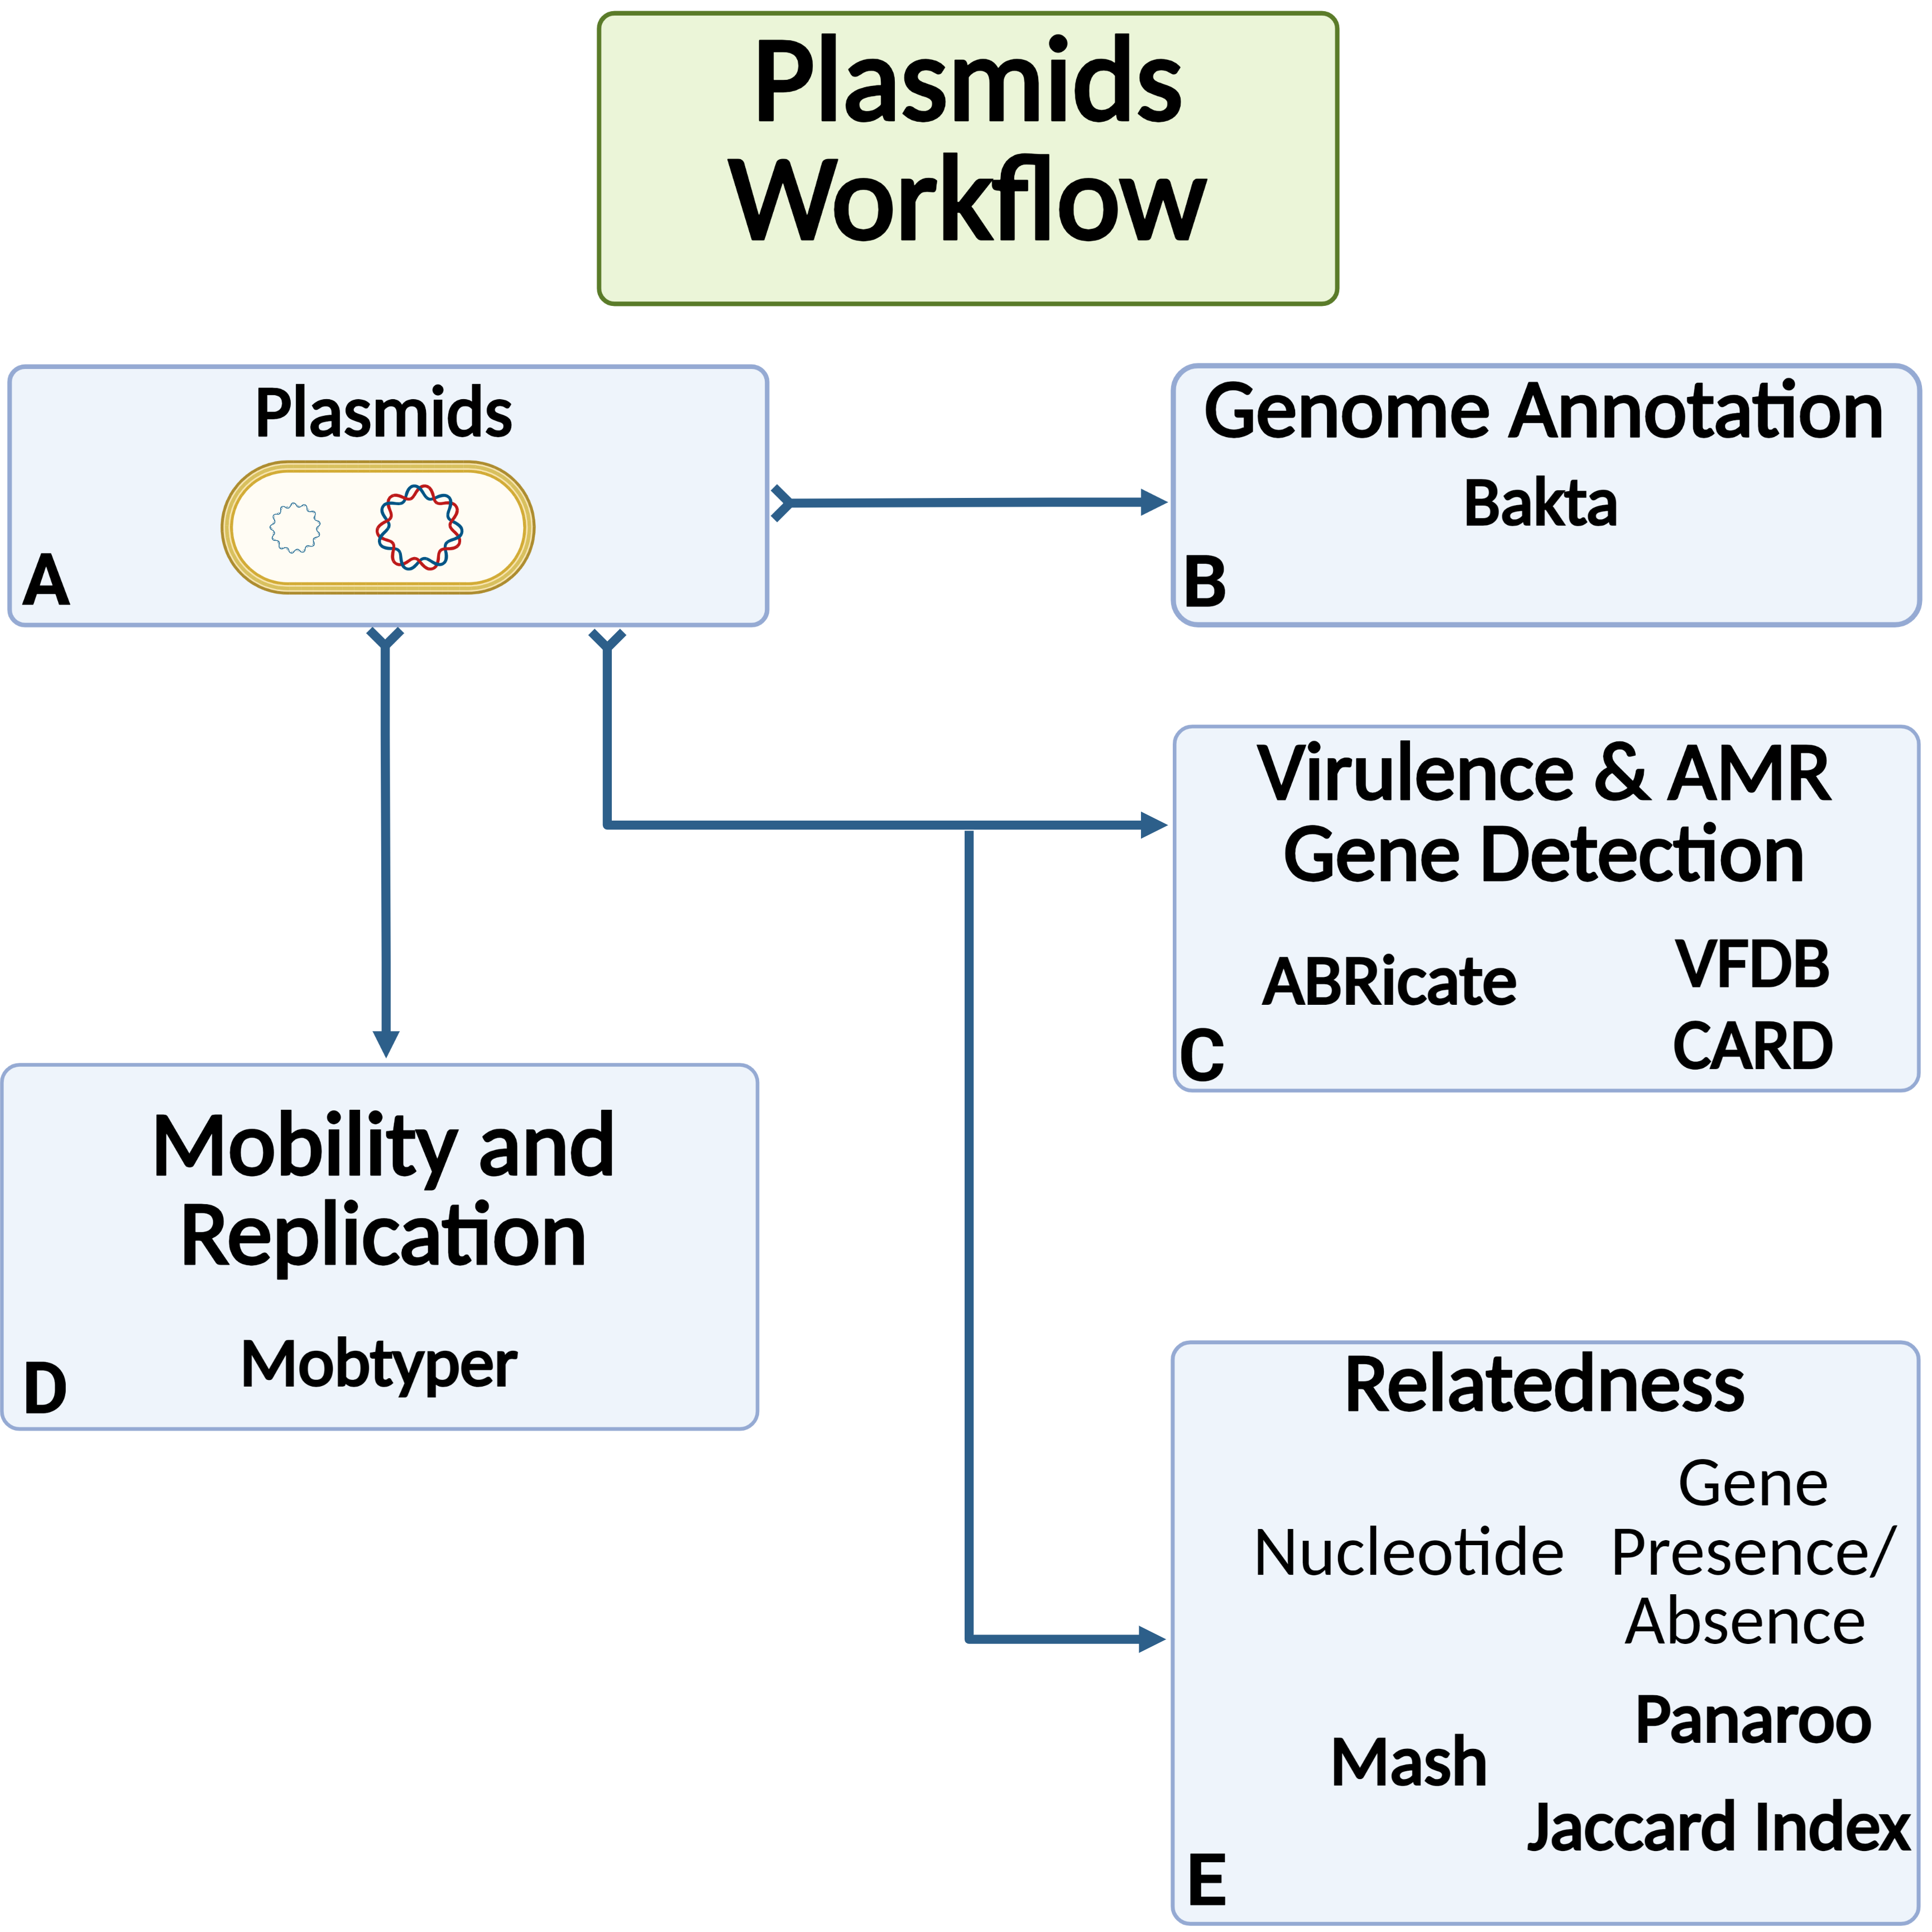 Plasmids
Workflow
Plasmids
A
Genome Annotation
Bakta
B
Virulence & AMR
Gene Detection
ABRicate
VFDB
CARD
C
Mobility and
Replication
Mobtyper
D
Relatedness
Nucleotide
Gene
Presence/
Absence
Mash
Panaroo
Jaccard Index
E